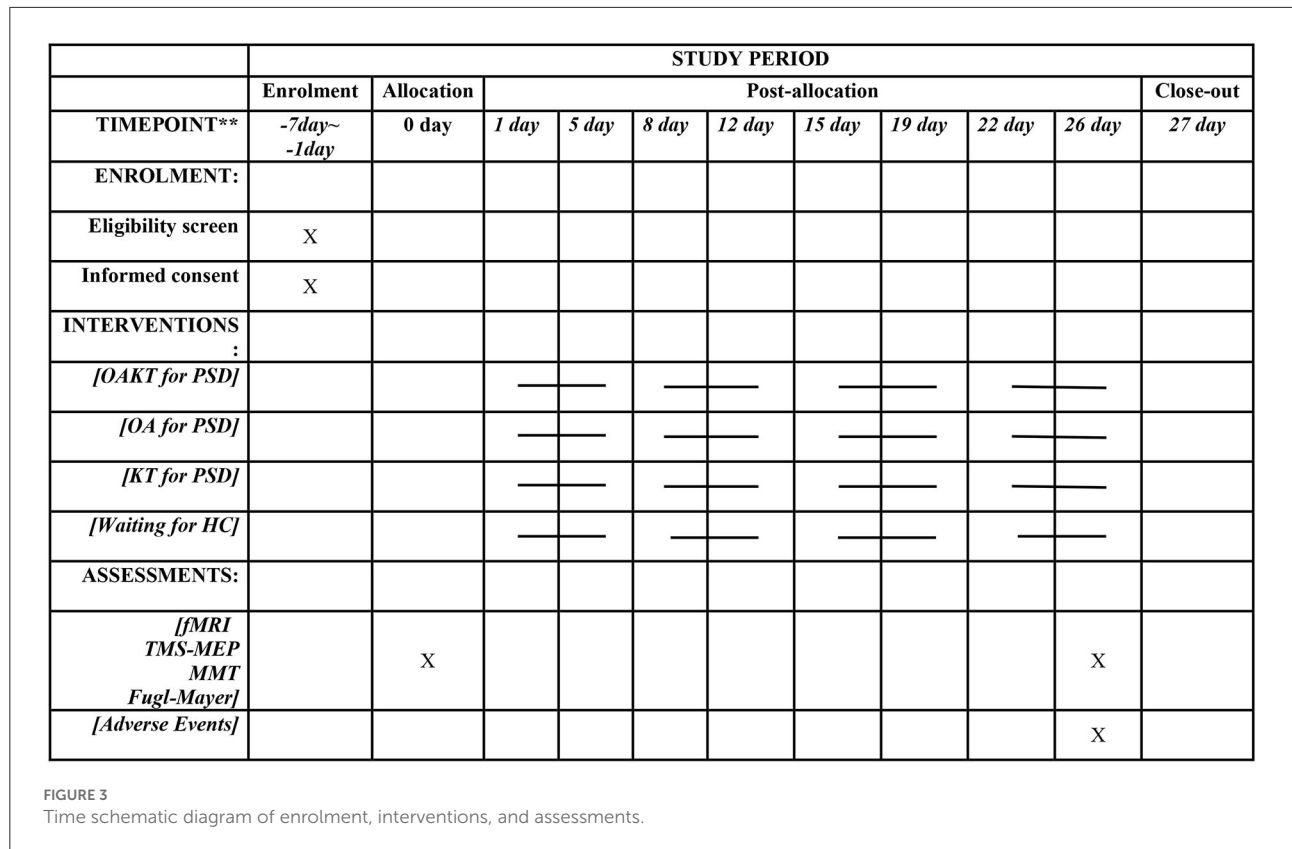 STUDY PERIOD
Enrolment Allocation Post-allocation Close-out
TIMEPOINT** -7day~ 0 day 1 day 5 day 8 day 12 day 15 day 19 day 22 day 26 day 27 day
-1day
ENROLMENT:
Eligibility screen X
Informed consent X
INTERVENTIONS
:
[OAKT for PSD]
[OA for PSD]
[KT for PSD]
[Waiting for HC]
ASSESSMENTS:
[fMRI
TMS-MEP
MMT X X
Fugl-Mayer]
[Adverse Events] X
FIGURE 3
Time schematic diagram of enrolment, interventions, and assessments.